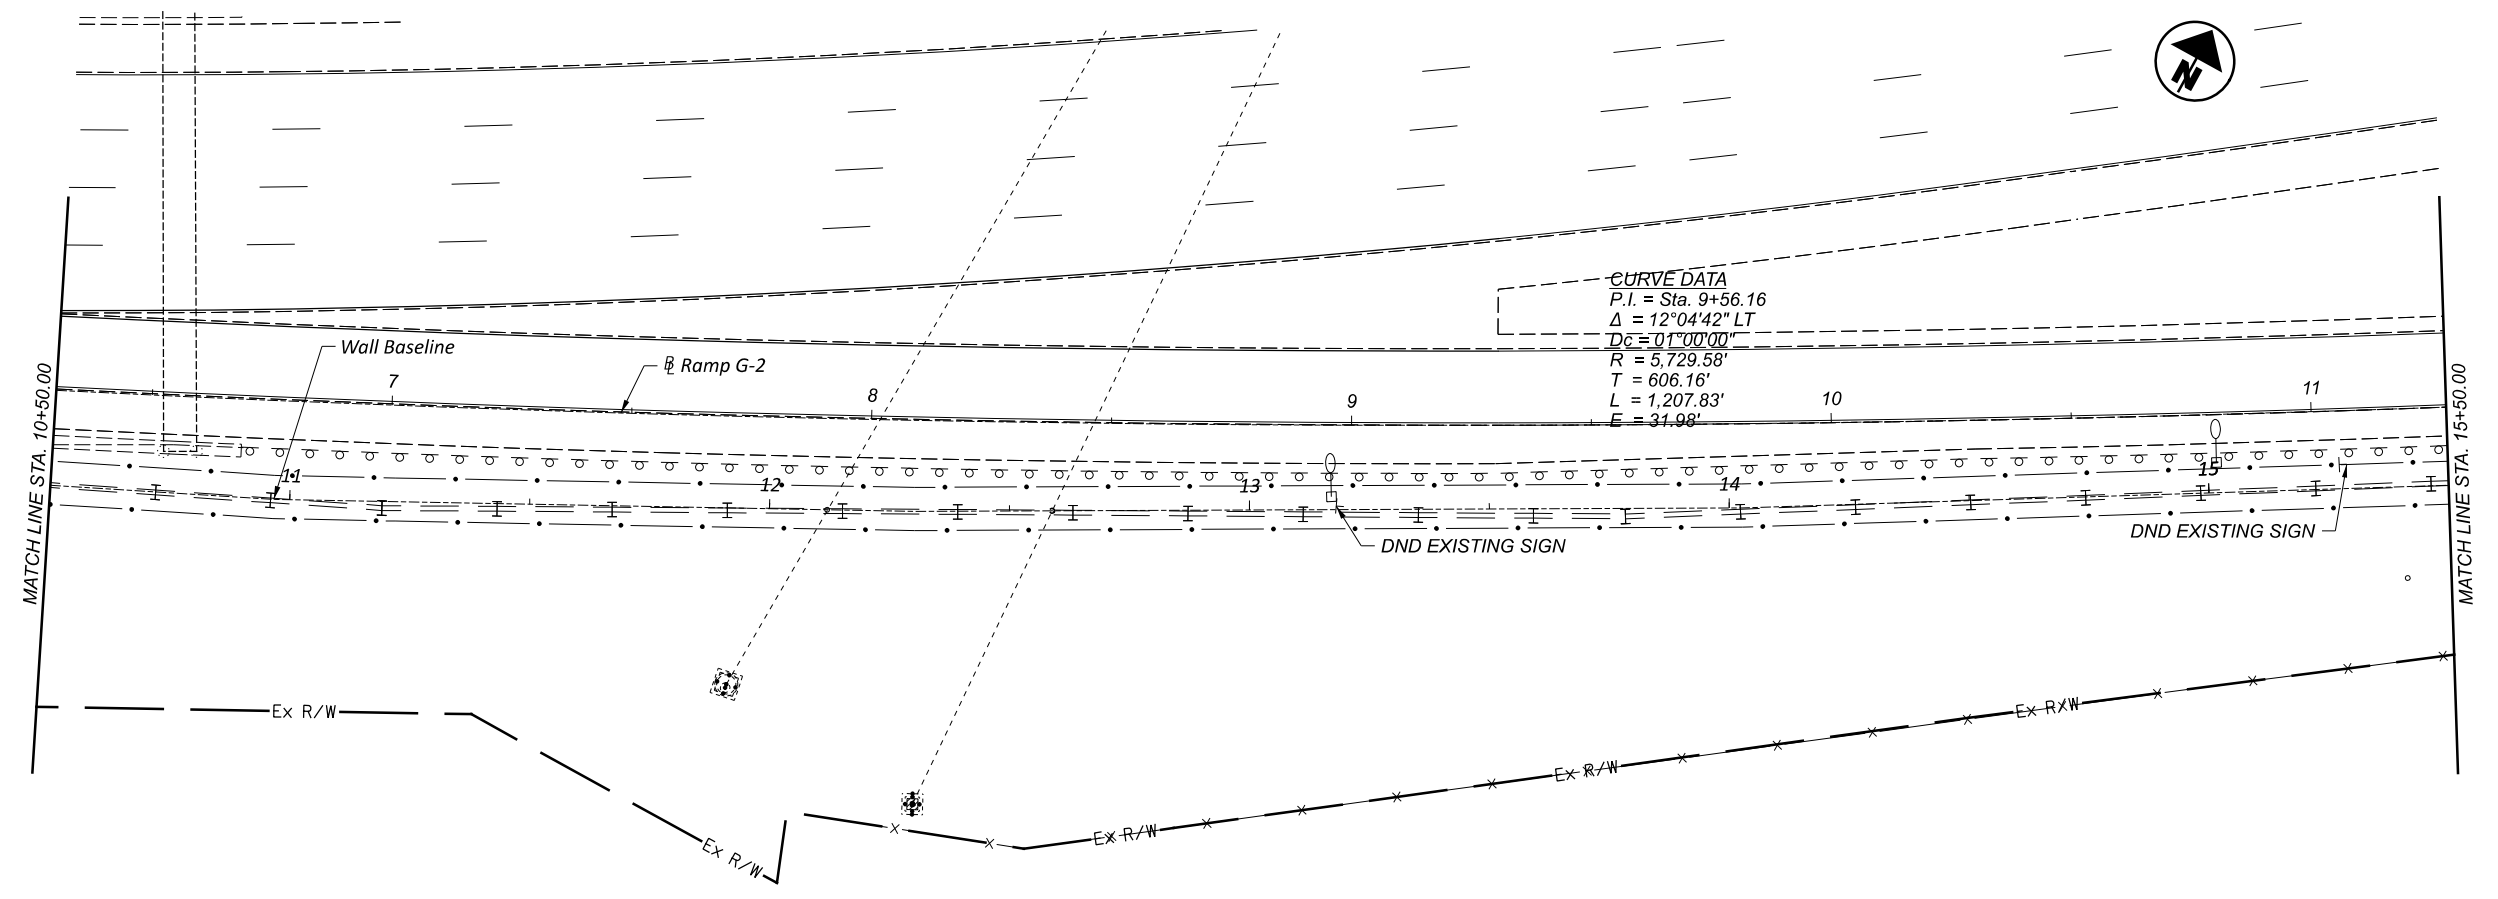 N
CURVE DATA
P.I. = Sta. 9+56.16
Δ = 12°04'42" LT
Dc = 01°00'00"
R = 5,729.58'
T = 606.16'
L = 1,207.83'
E = 31.98'
Wall Baseline
BL Ramp G-2
7
8
9
10
11
11
12
13
14
15
MATCH LINE STA. 10+50.00
MATCH LINE STA. 15+50.00
DND EXISTING SIGN
DND EXISTING SIGN
Ex R/W
Ex R/W
Ex R/W
Ex R/W
Ex R/W